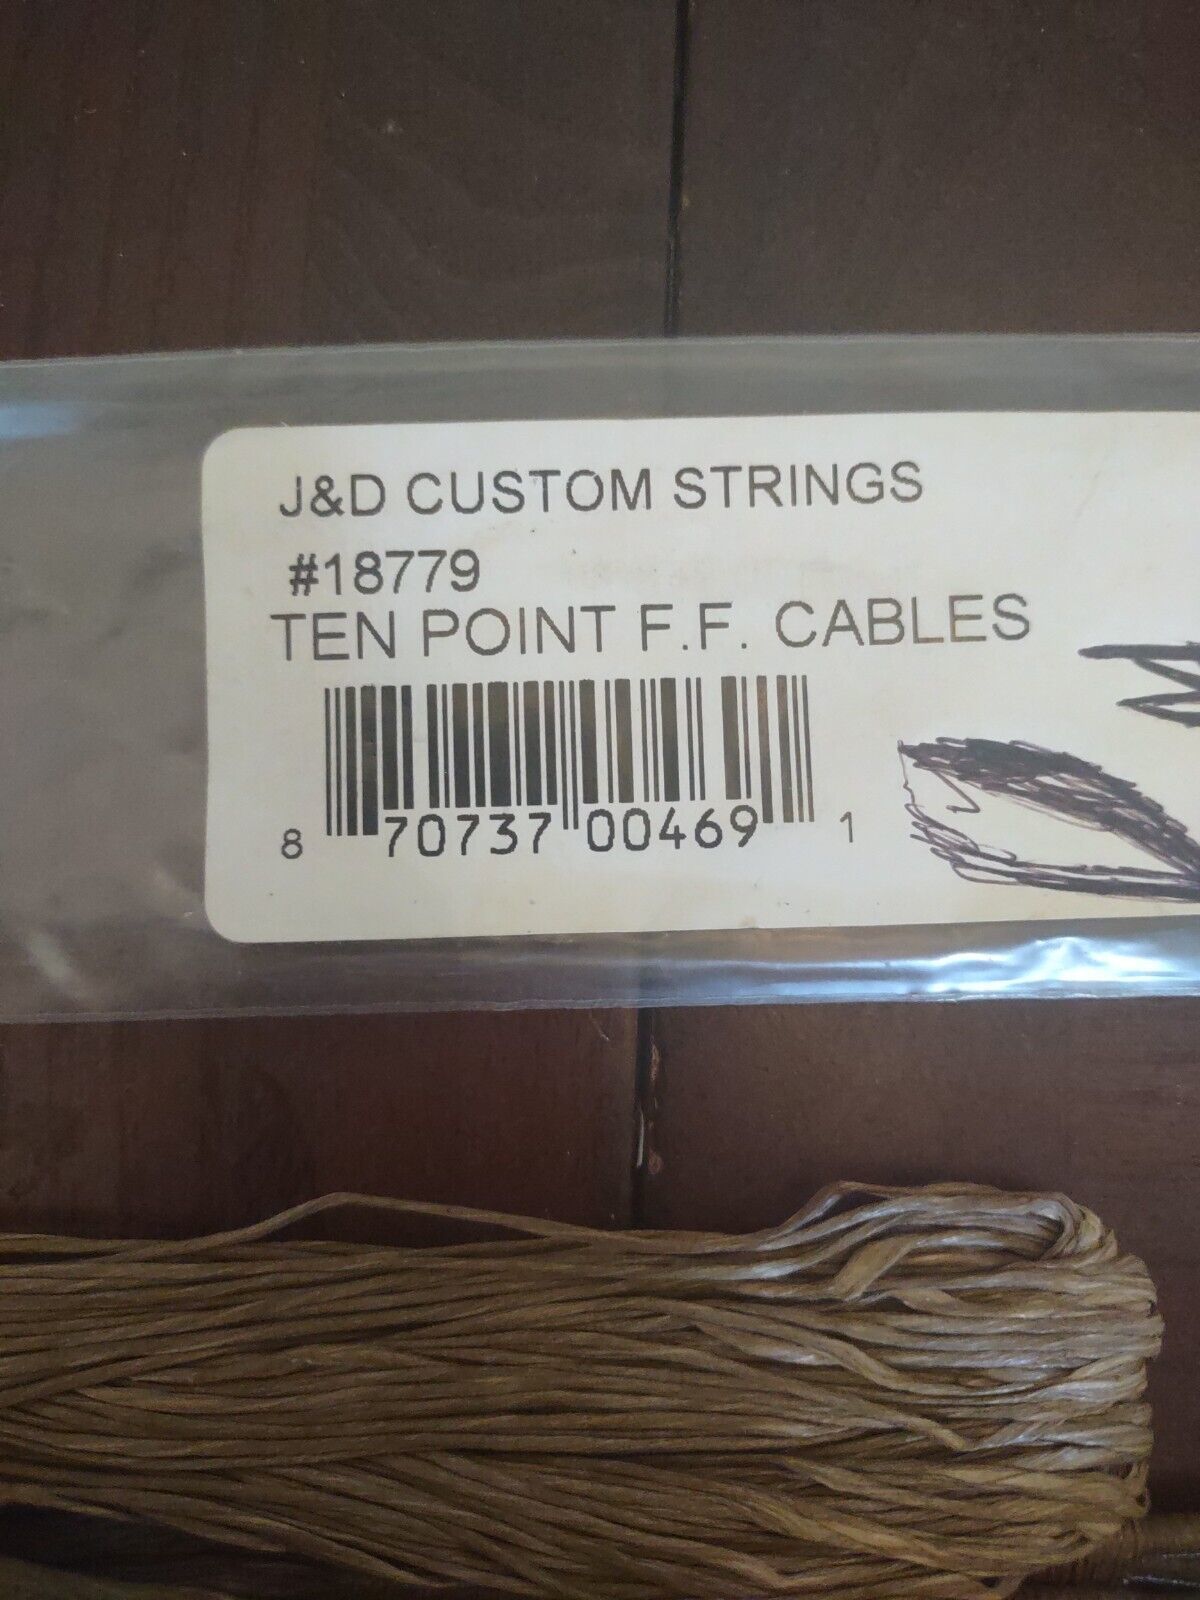 J&D CUSTOM STRINGS
#18779
TEN POINT F.F. CABLES
8 70737 00469 1